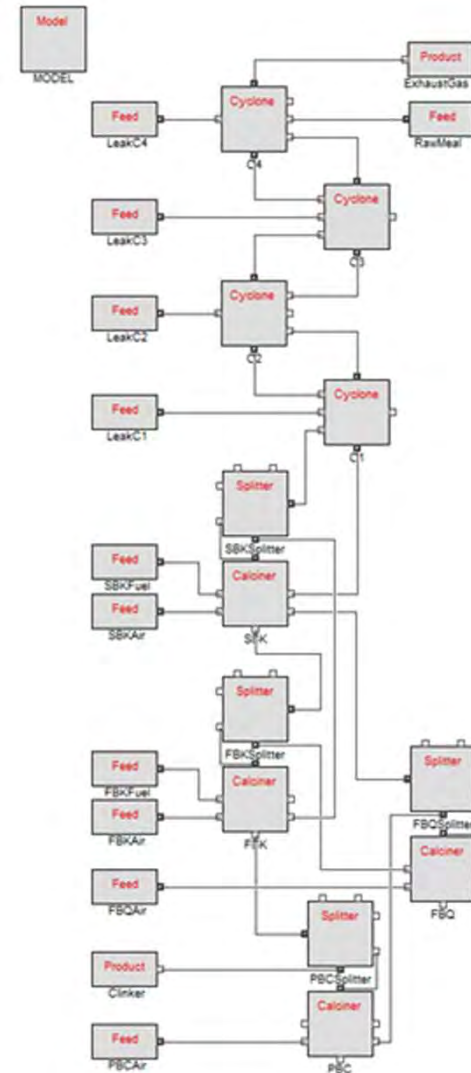 Model
MODEL
Product
ExhaustGas
Cyclone
C4
Feed
LeakC4
Feed
RawMeal
Cyclone
C3
Feed
LeakC3
Cyclone
C2
Feed
LeakC2
Cyclone
C1
Feed
LeakC1
Splitter
SBKSplitter
Feed
SBKFuel
Calciner
SBK
Feed
SBKAir
Splitter
FBKSplitter
Feed
FBKFuel
Calciner
FBK
Feed
FBKAir
Splitter
FBQSplitter
Calciner
FBQ
Feed
FBQAir
Splitter
PBCSplitter
Product
Clinker
Calciner
PBC
Feed
PBCAir